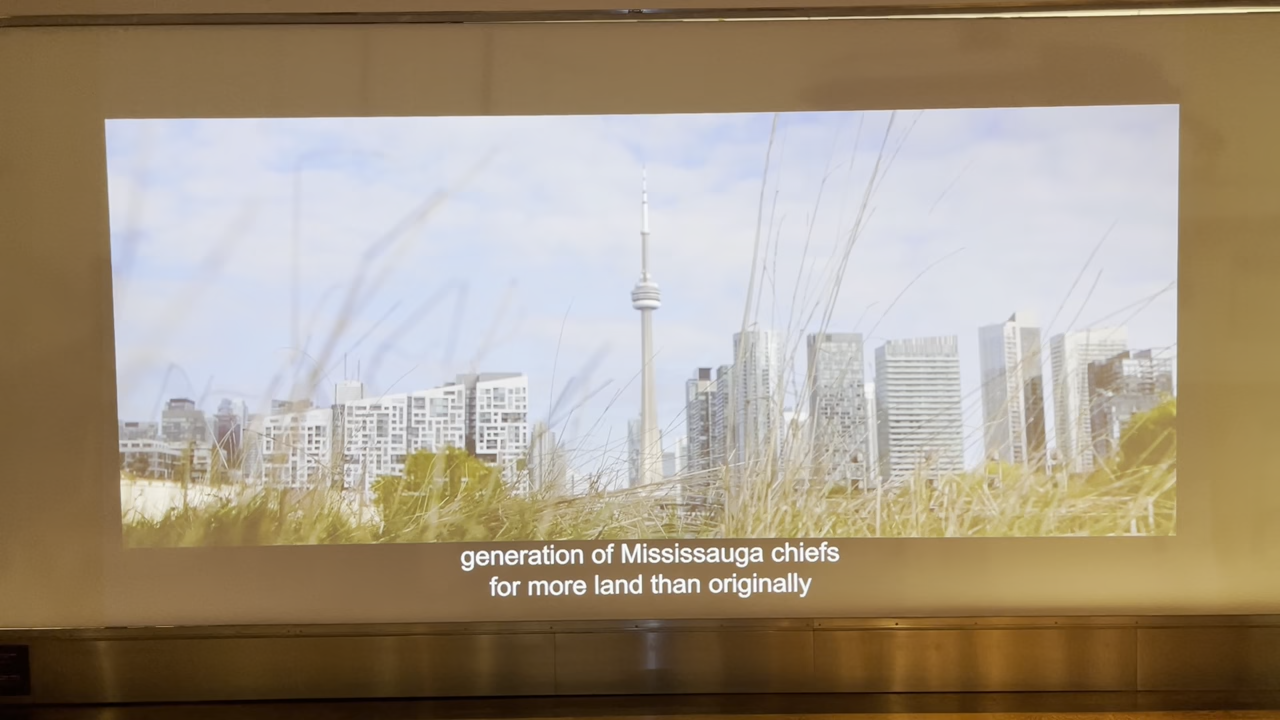 generation of Mississauga chiefs
for more land than originally